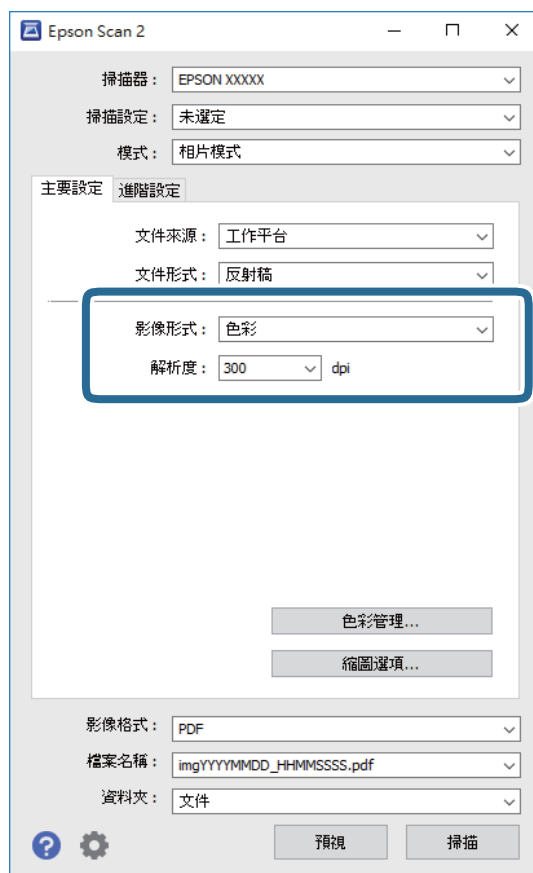 Epson Scan 2
掃描器： EPSON XXXXX
掃描設定： 未選定
模式： 相片模式
主要設定 進階設定
文件來源： 工作平台
文件形式： 反射稿
影像形式： 色彩
解析度： 300 dpi
色彩管理...
縮圖選項...
影像格式： PDF
檔案名稱： imgYYYYMMDD_HHMMSSSS.pdf
資料夾： 文件
? 預視 掃描